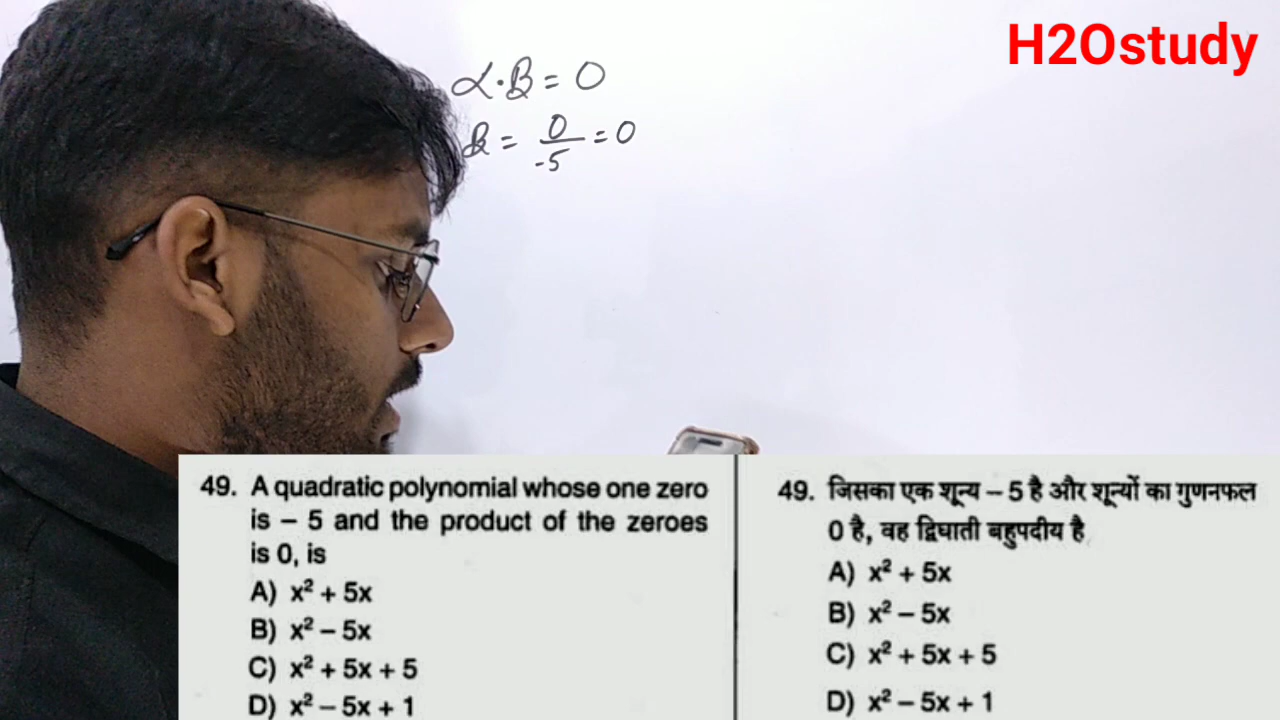 H2Ostudy
α·β = 0
β = 0/-5 = 0
49. A quadratic polynomial whose one zero
is – 5 and the product of the zeroes
is 0, is
A) x² + 5x
B) x² – 5x
C) x² + 5x + 5
D) x² – 5x + 1
49. जिसका एक शून्य – 5 है और शून्यों का गुणनफल
0 है, वह द्विघाती बहुपदीय है
A) x² + 5x
B) x² – 5x
C) x² + 5x + 5
D) x² – 5x + 1